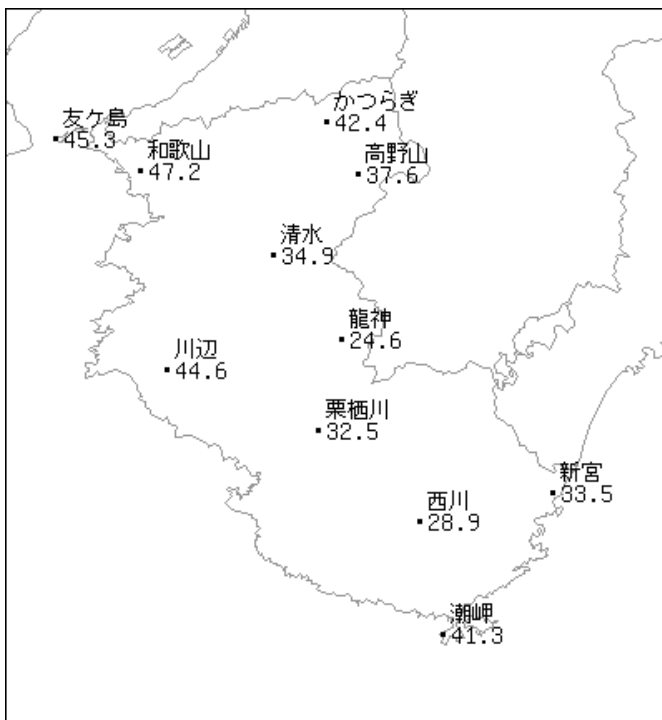 かつらぎ
42.4
友ケ島
45.3
和歌山
47.2
高野山
37.6
清水
34.9
龍神
24.6
川辺
44.6
栗栖川
32.5
新宮
33.5
西川
28.9
潮岬
41.3